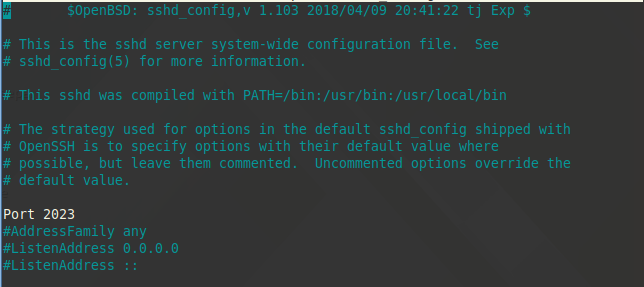 #       $OpenBSD: sshd_config,v 1.103 2018/04/09 20:41:22 tj Exp $
# This is the sshd server system-wide configuration file.  See
# sshd_config(5) for more information.
# This sshd was compiled with PATH=/bin:/usr/bin:/usr/local/bin
# The strategy used for options in the default sshd_config shipped with
# OpenSSH is to specify options with their default value where
# possible, but leave them commented.  Uncommented options override the
# default value.
Port 2023
#AddressFamily any
#ListenAddress 0.0.0.0
#ListenAddress ::